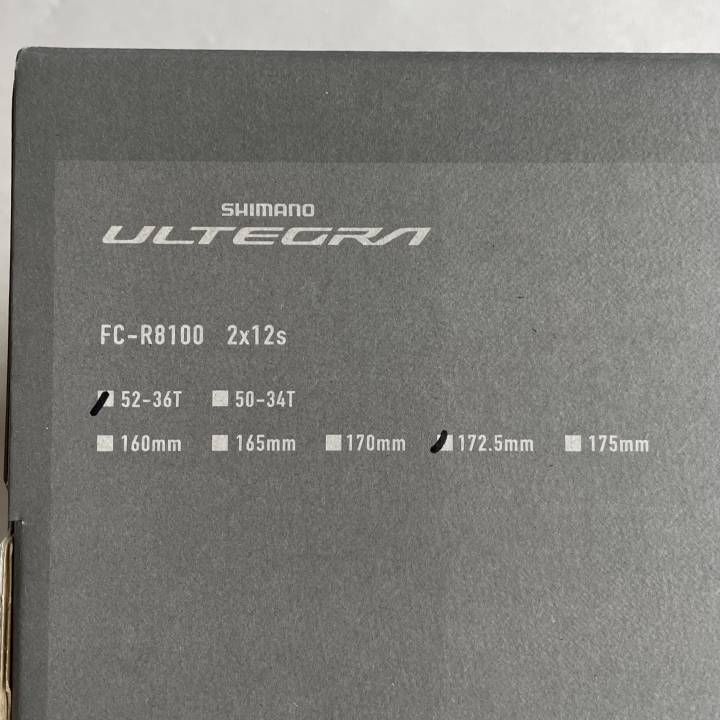 SHIMANO
ULTEGRA
FC-R8100 2x12s
52-36T 50-34T
160mm 165mm 170mm 172.5mm 175mm